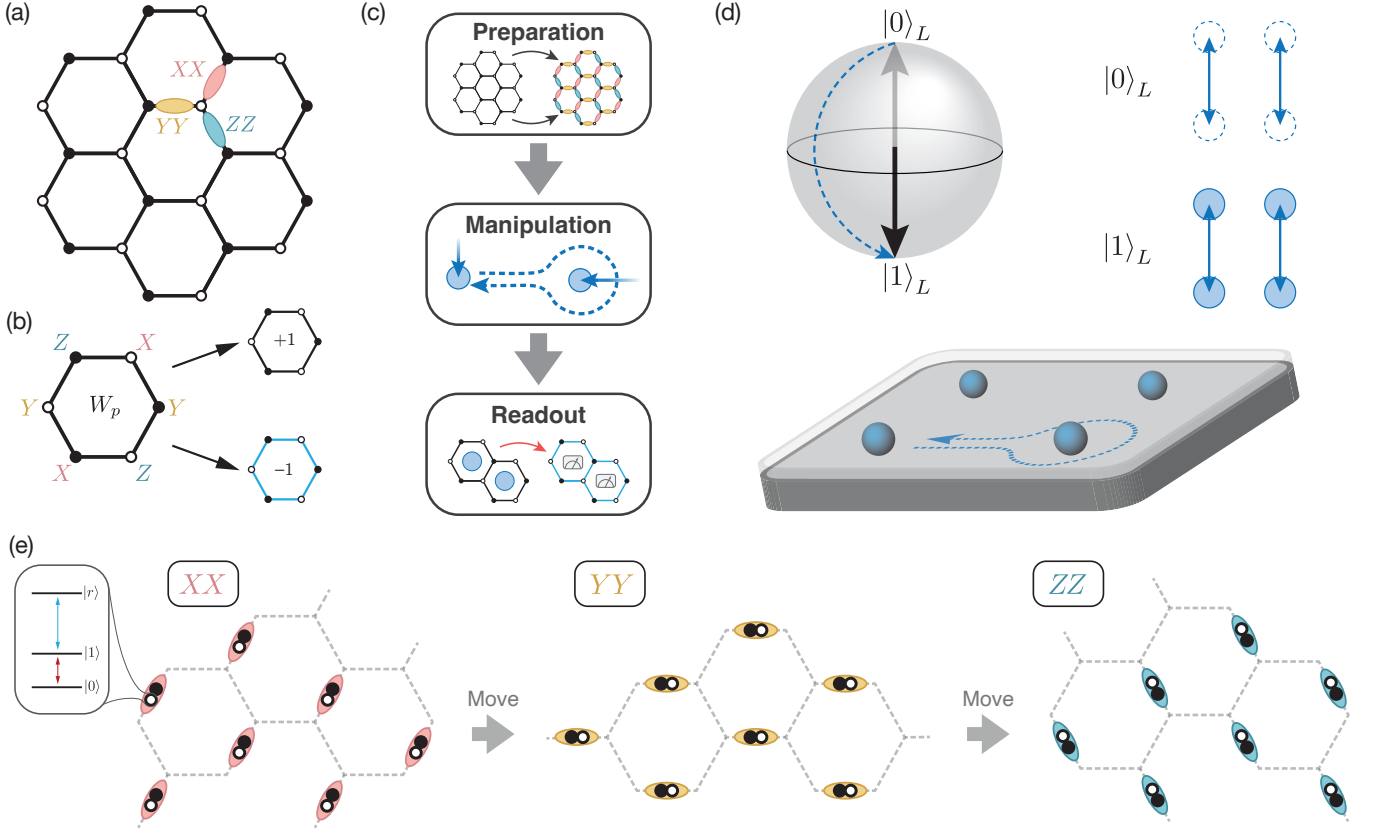 (a)
XX
YY
ZZ
(b)
Z
X
Y
W_p
Y
X
Z
+1
−1
(c)
Preparation
Manipulation
Readout
(d)
|0⟩_L
|1⟩_L
|0⟩_L
|1⟩_L
(e)
|r⟩
|1⟩
|0⟩
XX
Move
YY
Move
ZZ